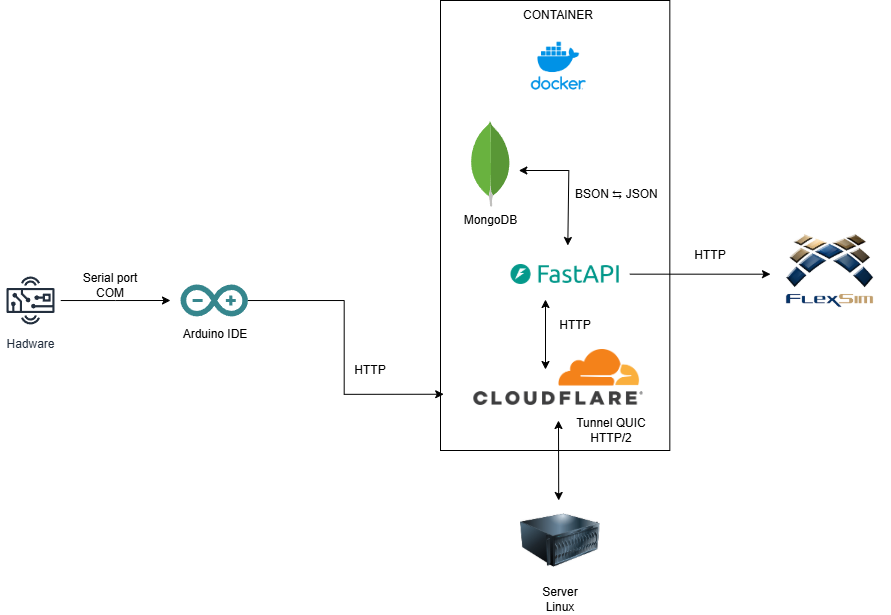 CONTAINER
docker
MongoDB
BSON ⇆ JSON
FastAPI
HTTP
FlexSim
Serial port
COM
Hadware
Arduino IDE
HTTP
HTTP
CLOUDFLARE
Tunnel QUIC
HTTP/2
Server
Linux